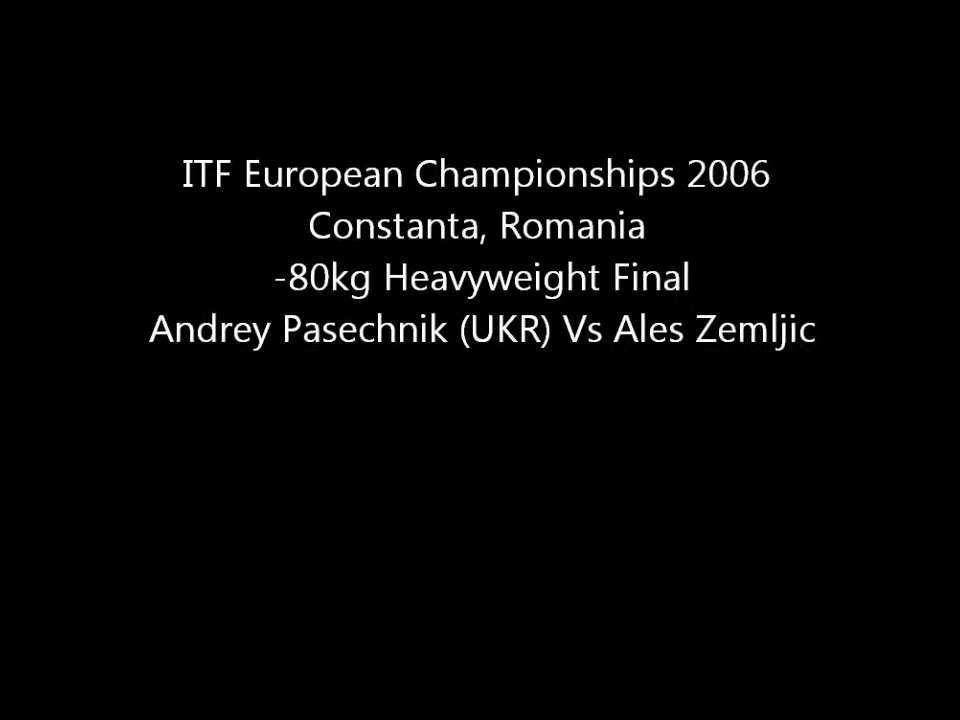 ITF European Championships 2006
Constanta, Romania
-80kg Heavyweight Final
Andrey Pasechnik (UKR) Vs Ales Zemljic